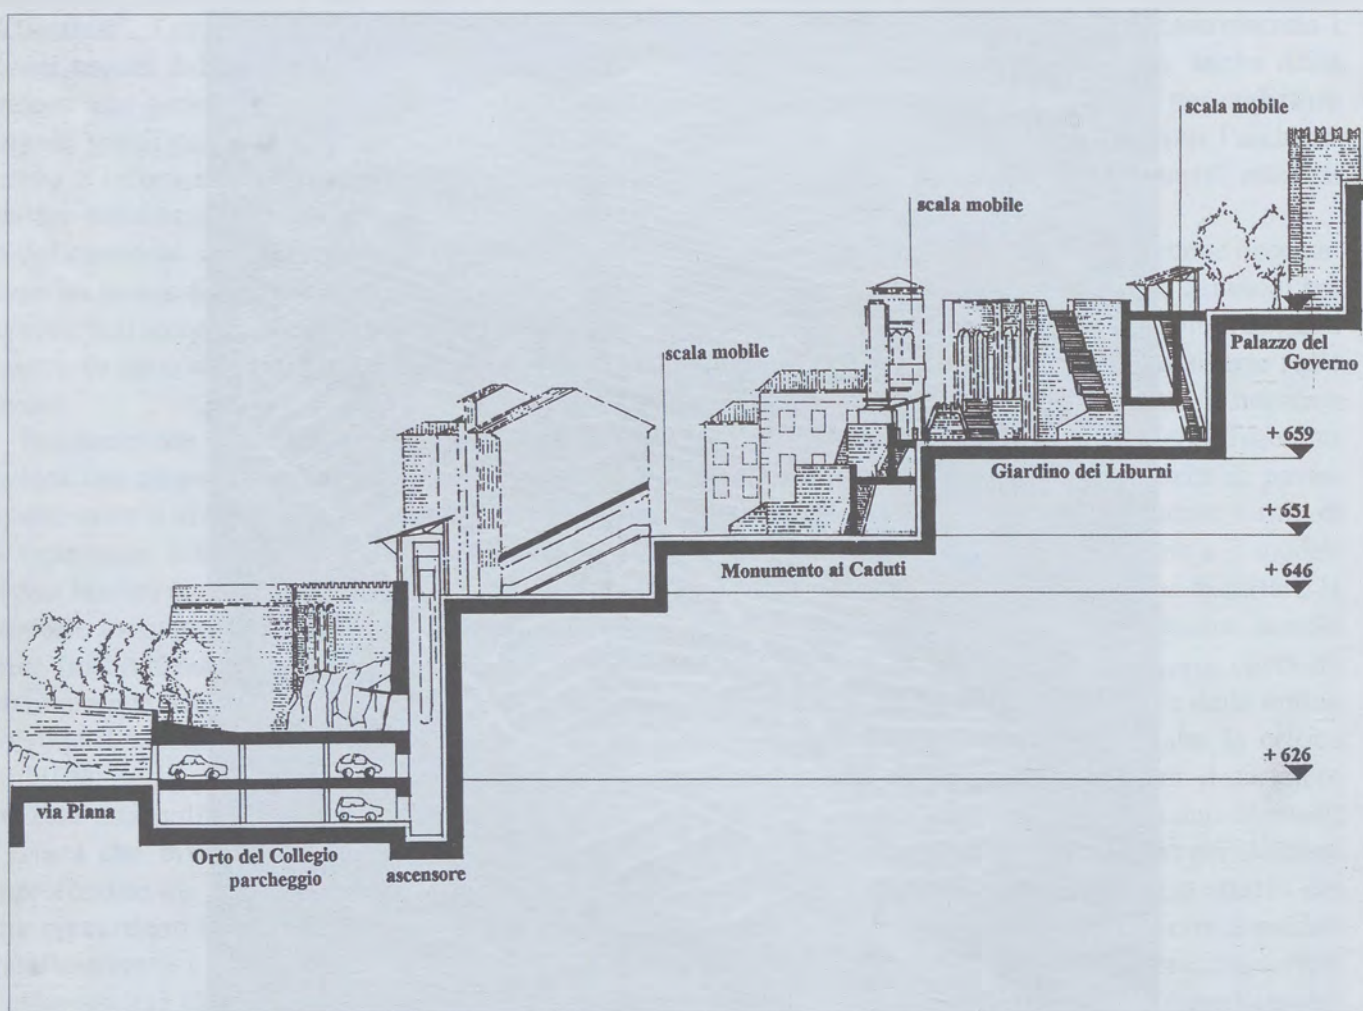 scala mobile
scala mobile
scala mobile
Palazzo del
Governo
+ 659
Giardino dei Liburni
+ 651
Monumento ai Caduti
+ 646
+ 626
via Piana
Orto del Collegio
parcheggio
ascensore